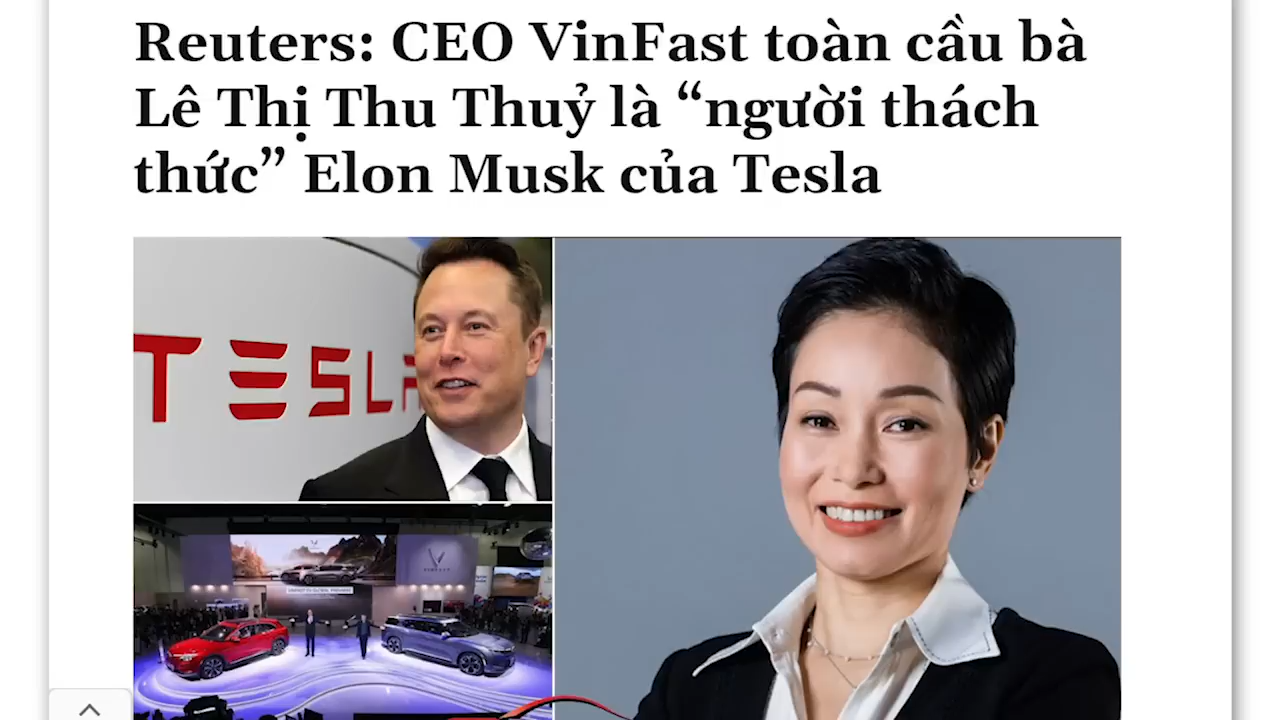 Reuters: CEO VinFast toàn cầu bà
Lê Thị Thu Thuỷ là “người thách
thức” Elon Musk của Tesla
TESLA
VINFAST